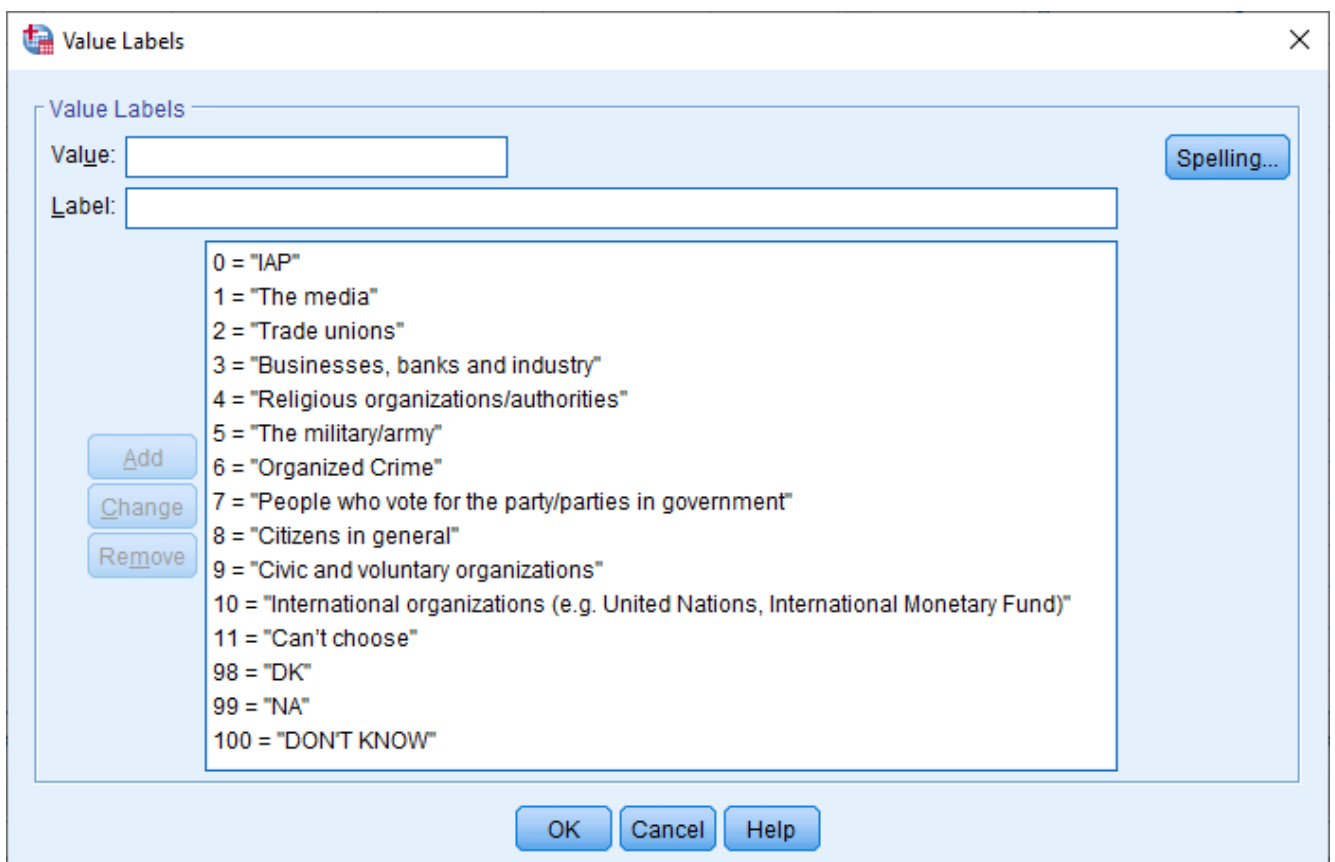 Value Labels
Value Labels
Value:
Spelling...
Label:
0 = "IAP"
1 = "The media"
2 = "Trade unions"
3 = "Businesses, banks and industry"
4 = "Religious organizations/authorities"
5 = "The military/army"
6 = "Organized Crime"
7 = "People who vote for the party/parties in government"
8 = "Citizens in general"
9 = "Civic and voluntary organizations"
10 = "International organizations (e.g. United Nations, International Monetary Fund)"
11 = "Can't choose"
98 = "DK"
99 = "NA"
100 = "DON'T KNOW"
Add
Change
Remove
OK Cancel Help